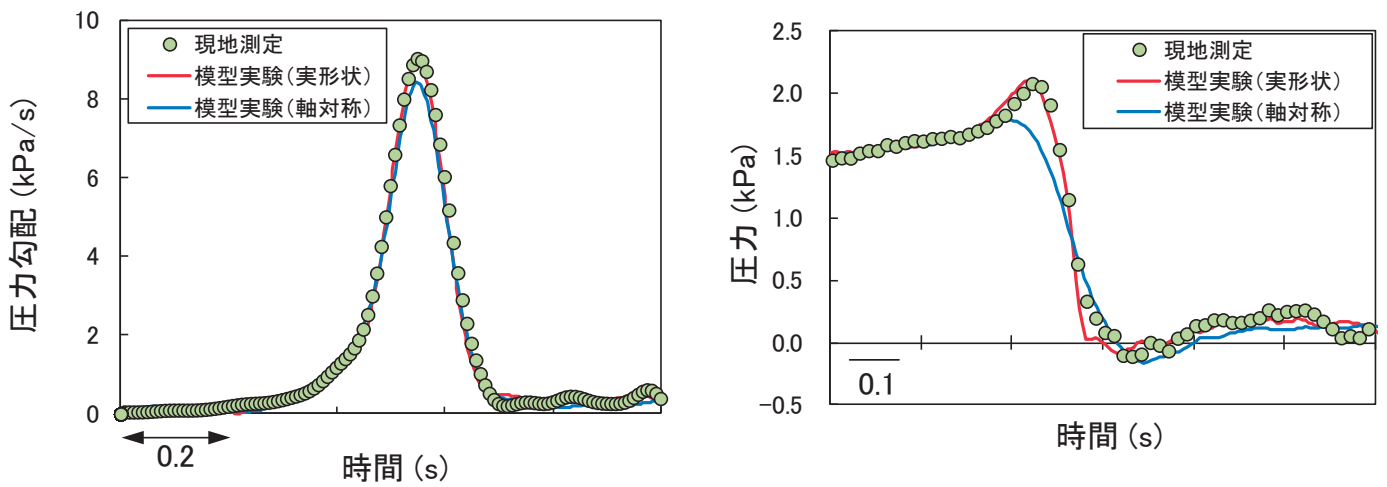 10
8
6
4
2
0
圧力勾配 (kPa/s)
現地測定
模型実験(実形状)
模型実験(軸対称)
0.2
時間 (s)
2.5
2.0
1.5
1.0
0.5
0.0
−0.5
圧力 (kPa)
現地測定
模型実験(実形状)
模型実験(軸対称)
0.1
時間 (s)